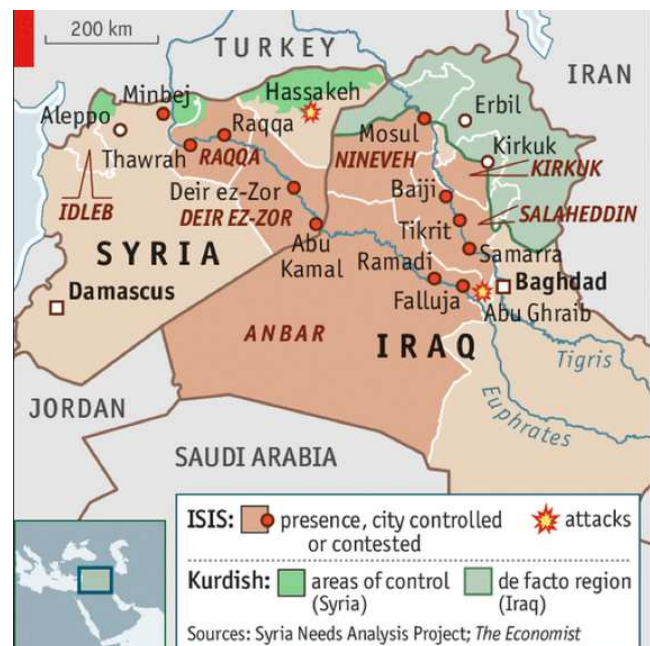 200 km
TURKEY
IRAN
Minbej
Hassakeh
Aleppo
Erbil
Raqqa
Mosul
Kirkuk
Thawrah
RAQQA
NINEVEH
KIRKUK
Deir ez-Zor
Baiji
IDLEB
DEIR EZ-ZOR
SALAHEDDIN
Tikrit
SYRIA
Abu
Kamal
Samarra
Ramadi
Baghdad
Damascus
Falluja
Abu Ghraib
ANBAR
IRAQ
Tigris
JORDAN
Euphrates
SAUDI ARABIA
ISIS: presence, city controlled
or contested
attacks
Kurdish: areas of control
(Syria)
de facto region
(Iraq)
Sources: Syria Needs Analysis Project; The Economist